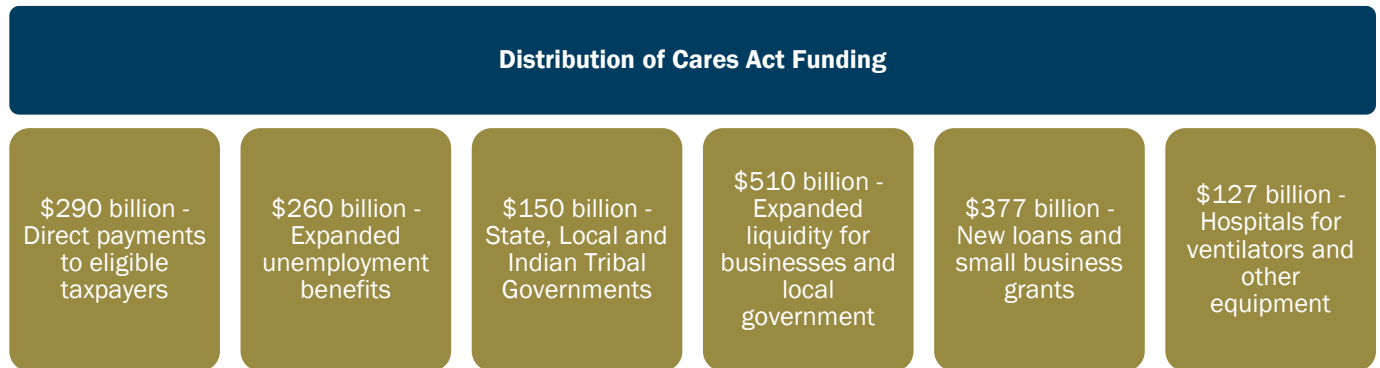 Distribution of Cares Act Funding
$290 billion -
Direct payments
to eligible
taxpayers
$260 billion -
Expanded
unemployment
benefits
$150 billion -
State, Local and
Indian Tribal
Governments
$510 billion -
Expanded
liquidity for
businesses and
local
government
$377 billion -
New loans and
small business
grants
$127 billion -
Hospitals for
ventilators and
other
equipment